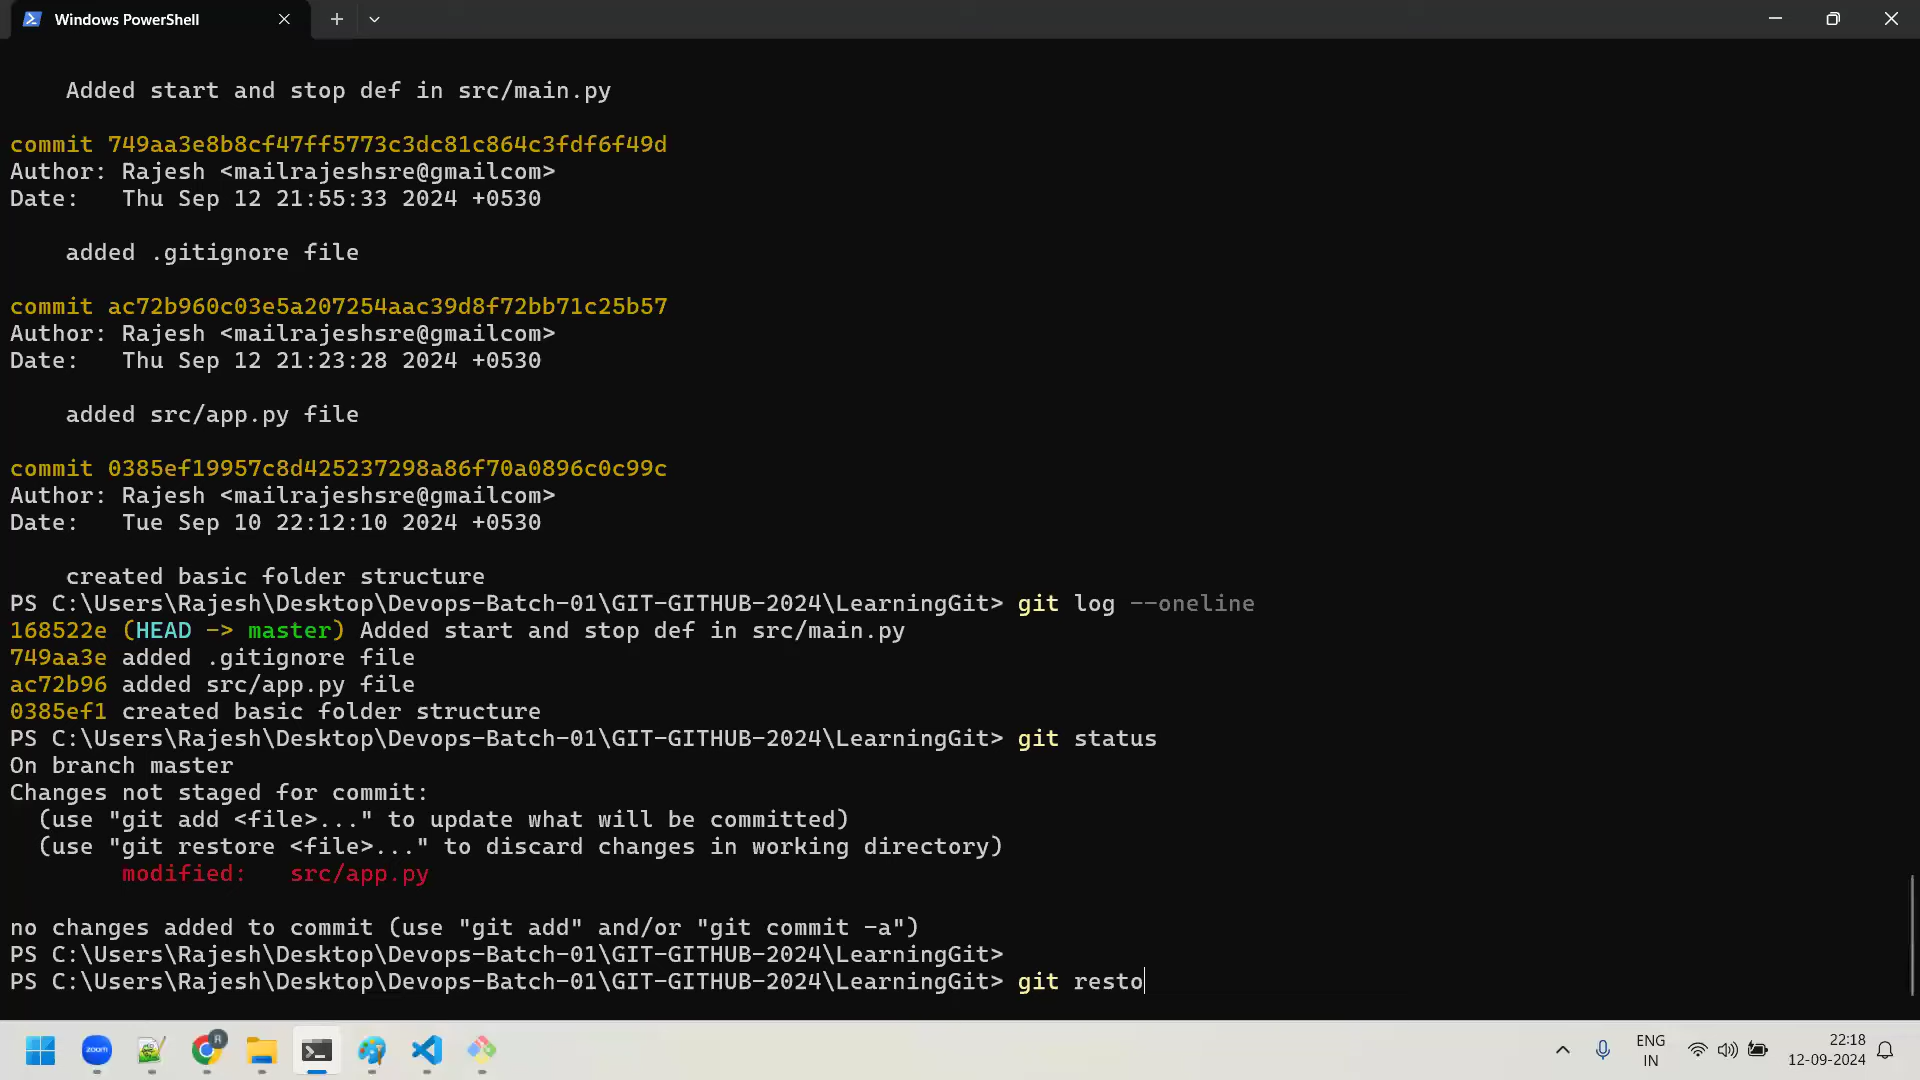 Windows PowerShell
Added start and stop def in src/main.py
commit 749aa3e8b8cf47ff5773c3dc81c864c3fdf6f49d
Author: Rajesh <mailrajeshsre@gmailcom>
Date:   Thu Sep 12 21:55:33 2024 +0530
added .gitignore file
commit ac72b960c03e5a207254aac39d8f72bb71c25b57
Author: Rajesh <mailrajeshsre@gmailcom>
Date:   Thu Sep 12 21:23:28 2024 +0530
added src/app.py file
commit 0385ef19957c8d425237298a86f70a0896c0c99c
Author: Rajesh <mailrajeshsre@gmailcom>
Date:   Tue Sep 10 22:12:10 2024 +0530
created basic folder structure
PS C:\Users\Rajesh\Desktop\Devops-Batch-01\GIT-GITHUB-2024\LearningGit> git log --oneline
168522e (HEAD -> master) Added start and stop def in src/main.py
749aa3e added .gitignore file
ac72b96 added src/app.py file
0385ef1 created basic folder structure
PS C:\Users\Rajesh\Desktop\Devops-Batch-01\GIT-GITHUB-2024\LearningGit> git status
On branch master
Changes not staged for commit:
(use "git add <file>..." to update what will be committed)
(use "git restore <file>..." to discard changes in working directory)
modified:   src/app.py
no changes added to commit (use "git add" and/or "git commit -a")
PS C:\Users\Rajesh\Desktop\Devops-Batch-01\GIT-GITHUB-2024\LearningGit>
PS C:\Users\Rajesh\Desktop\Devops-Batch-01\GIT-GITHUB-2024\LearningGit> git resto
zoom
R
ENG
IN
22:18
12-09-2024